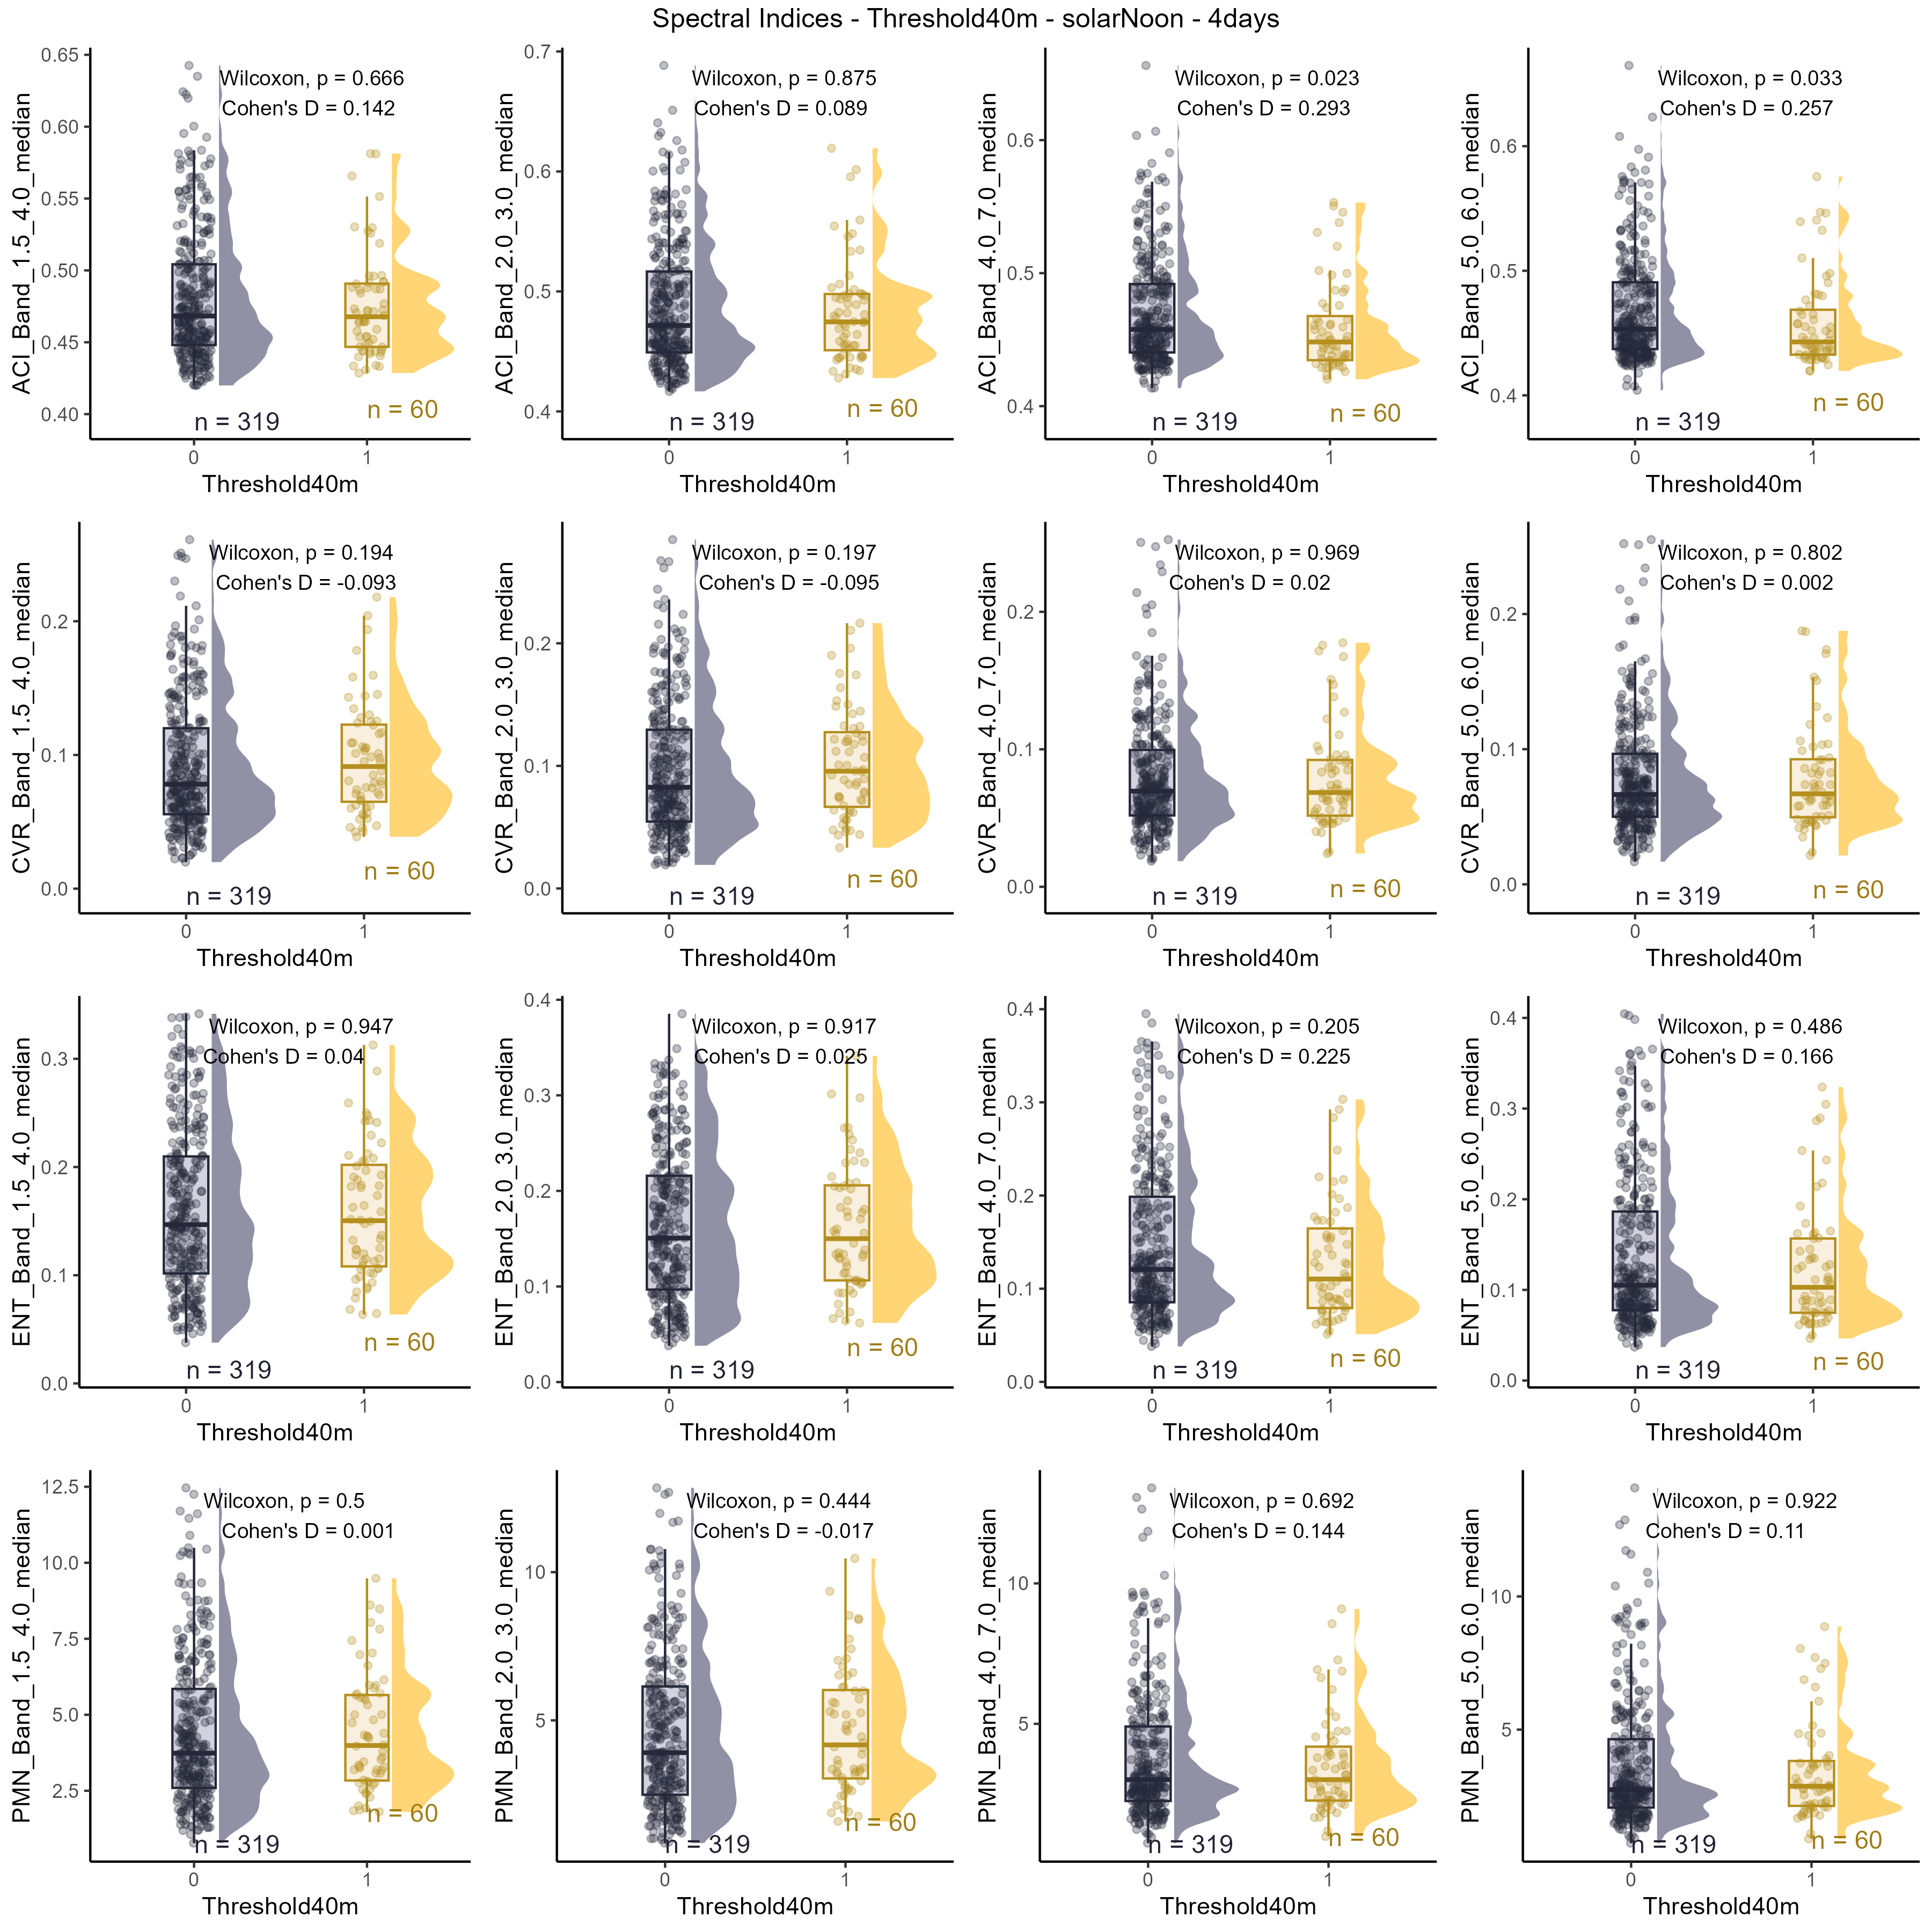 Spectral Indices - Threshold40m - solarNoon - 4days
ACI_Band_1.5_4.0_median
0.65
0.60
0.55
0.50
0.45
0.40
Wilcoxon, p = 0.666
Cohen's D = 0.142
n = 319
n = 60
0
1
Threshold40m
ACI_Band_2.0_3.0_median
0.7
0.6
0.5
0.4
Wilcoxon, p = 0.875
Cohen's D = 0.089
n = 319
n = 60
0
1
Threshold40m
ACI_Band_4.0_7.0_median
0.6
0.5
0.4
Wilcoxon, p = 0.023
Cohen's D = 0.293
n = 319
n = 60
0
1
Threshold40m
ACI_Band_5.0_6.0_median
0.6
0.5
0.4
Wilcoxon, p = 0.033
Cohen's D = 0.257
n = 319
n = 60
0
1
Threshold40m
CVR_Band_1.5_4.0_median
0.2
0.1
0.0
Wilcoxon, p = 0.194
Cohen's D = -0.093
n = 319
n = 60
0
1
Threshold40m
CVR_Band_2.0_3.0_median
0.2
0.1
0.0
Wilcoxon, p = 0.197
Cohen's D = -0.095
n = 319
n = 60
0
1
Threshold40m
CVR_Band_4.0_7.0_median
0.2
0.1
0.0
Wilcoxon, p = 0.969
Cohen's D = 0.02
n = 319
n = 60
0
1
Threshold40m
CVR_Band_5.0_6.0_median
0.2
0.1
0.0
Wilcoxon, p = 0.802
Cohen's D = 0.002
n = 319
n = 60
0
1
Threshold40m
ENT_Band_1.5_4.0_median
0.3
0.2
0.1
0.0
Wilcoxon, p = 0.947
Cohen's D = 0.04
n = 319
n = 60
0
1
Threshold40m
ENT_Band_2.0_3.0_median
0.4
0.3
0.2
0.1
0.0
Wilcoxon, p = 0.917
Cohen's D = 0.025
n = 319
n = 60
0
1
Threshold40m
ENT_Band_4.0_7.0_median
0.4
0.3
0.2
0.1
0.0
Wilcoxon, p = 0.205
Cohen's D = 0.225
n = 319
n = 60
0
1
Threshold40m
ENT_Band_5.0_6.0_median
0.4
0.3
0.2
0.1
0.0
Wilcoxon, p = 0.486
Cohen's D = 0.166
n = 319
n = 60
0
1
Threshold40m
PMN_Band_1.5_4.0_median
12.5
10.0
7.5
5.0
2.5
Wilcoxon, p = 0.5
Cohen's D = 0.001
n = 319
n = 60
0
1
Threshold40m
PMN_Band_2.0_3.0_median
10
5
Wilcoxon, p = 0.444
Cohen's D = -0.017
n = 319
n = 60
0
1
Threshold40m
PMN_Band_4.0_7.0_median
10
5
Wilcoxon, p = 0.692
Cohen's D = 0.144
n = 319
n = 60
0
1
Threshold40m
PMN_Band_5.0_6.0_median
10
5
Wilcoxon, p = 0.922
Cohen's D = 0.11
n = 319
n = 60
0
1
Threshold40m